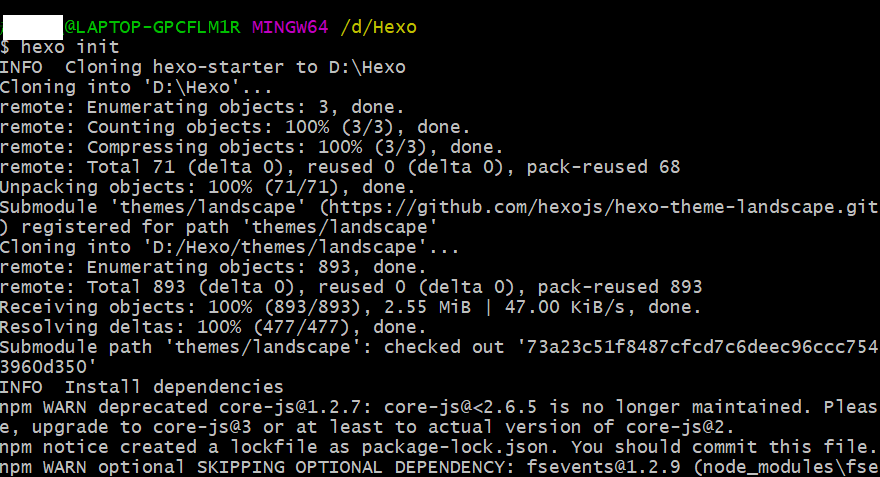 @LAPTOP-GPCFLM1R MINGW64 /d/Hexo
$ hexo init
INFO  Cloning hexo-starter to D:\Hexo
Cloning into 'D:\Hexo'...
remote: Enumerating objects: 3, done.
remote: Counting objects: 100% (3/3), done.
remote: Compressing objects: 100% (3/3), done.
remote: Total 71 (delta 0), reused 0 (delta 0), pack-reused 68
Unpacking objects: 100% (71/71), done.
Submodule 'themes/landscape' (https://github.com/hexojs/hexo-theme-landscape.git
) registered for path 'themes/landscape'
Cloning into 'D:/Hexo/themes/landscape'...
remote: Enumerating objects: 893, done.
remote: Total 893 (delta 0), reused 0 (delta 0), pack-reused 893
Receiving objects: 100% (893/893), 2.55 MiB | 47.00 KiB/s, done.
Resolving deltas: 100% (477/477), done.
Submodule path 'themes/landscape': checked out '73a23c51f8487cfcd7c6deec96ccc754
3960d350'
INFO  Install dependencies
npm WARN deprecated core-js@1.2.7: core-js@<2.6.5 is no longer maintained. Pleas
e, upgrade to core-js@3 or at least to actual version of core-js@2.
npm notice created a lockfile as package-lock.json. You should commit this file.
npm WARN optional SKIPPING OPTIONAL DEPENDENCY: fsevents@1.2.9 (node_modules\fse